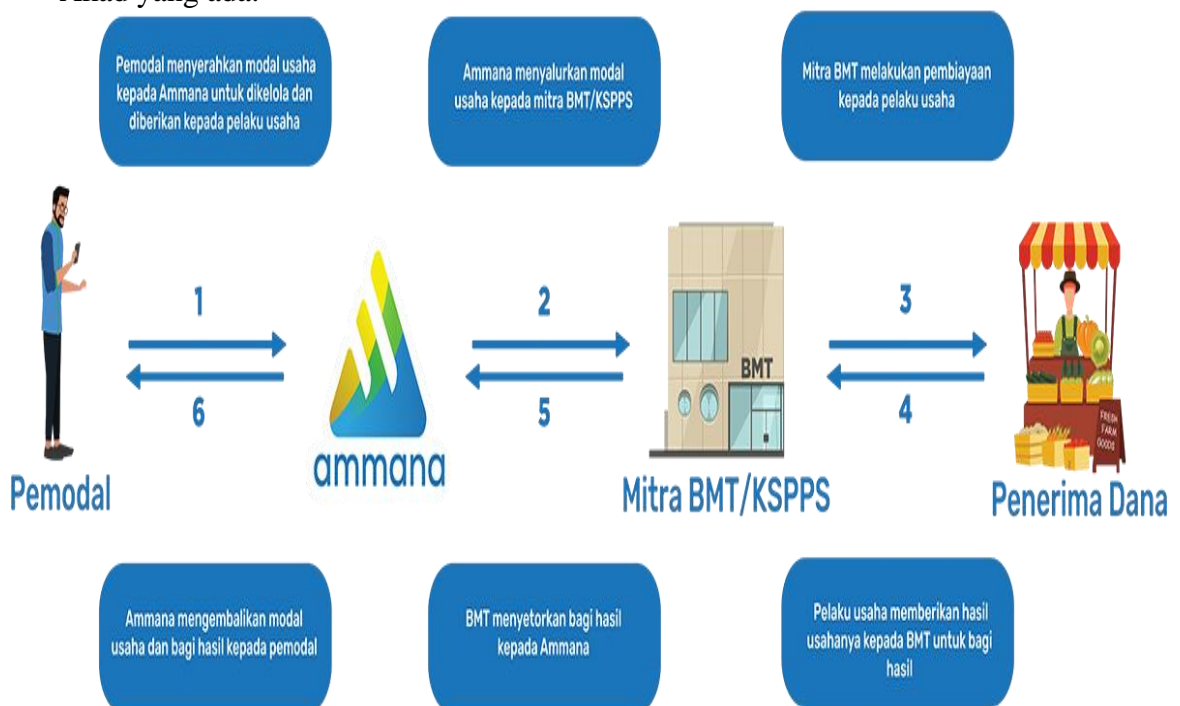 Akad yang ada.
Pemodal menyerahkan modal usaha
kepada Ammana untuk dikelola dan
diberikan kepada pelaku usaha
Ammana menyalurkan modal
usaha kepada mitra BMT/KSPPS
Mitra BMT melakukan pembiayaan
kepada pelaku usaha
1
2
3
BMT
6
5
4
FRESH
FARM
GOODS
ammana
Pemodal
Mitra BMT/KSPPS
Penerima Dana
Ammana mengembalikan modal
usaha dan bagi hasil kepada pemodal
BMT menyetorkan bagi hasil
kepada Ammana
Pelaku usaha memberikan hasil
usahanya kepada BMT untuk bagi
hasil